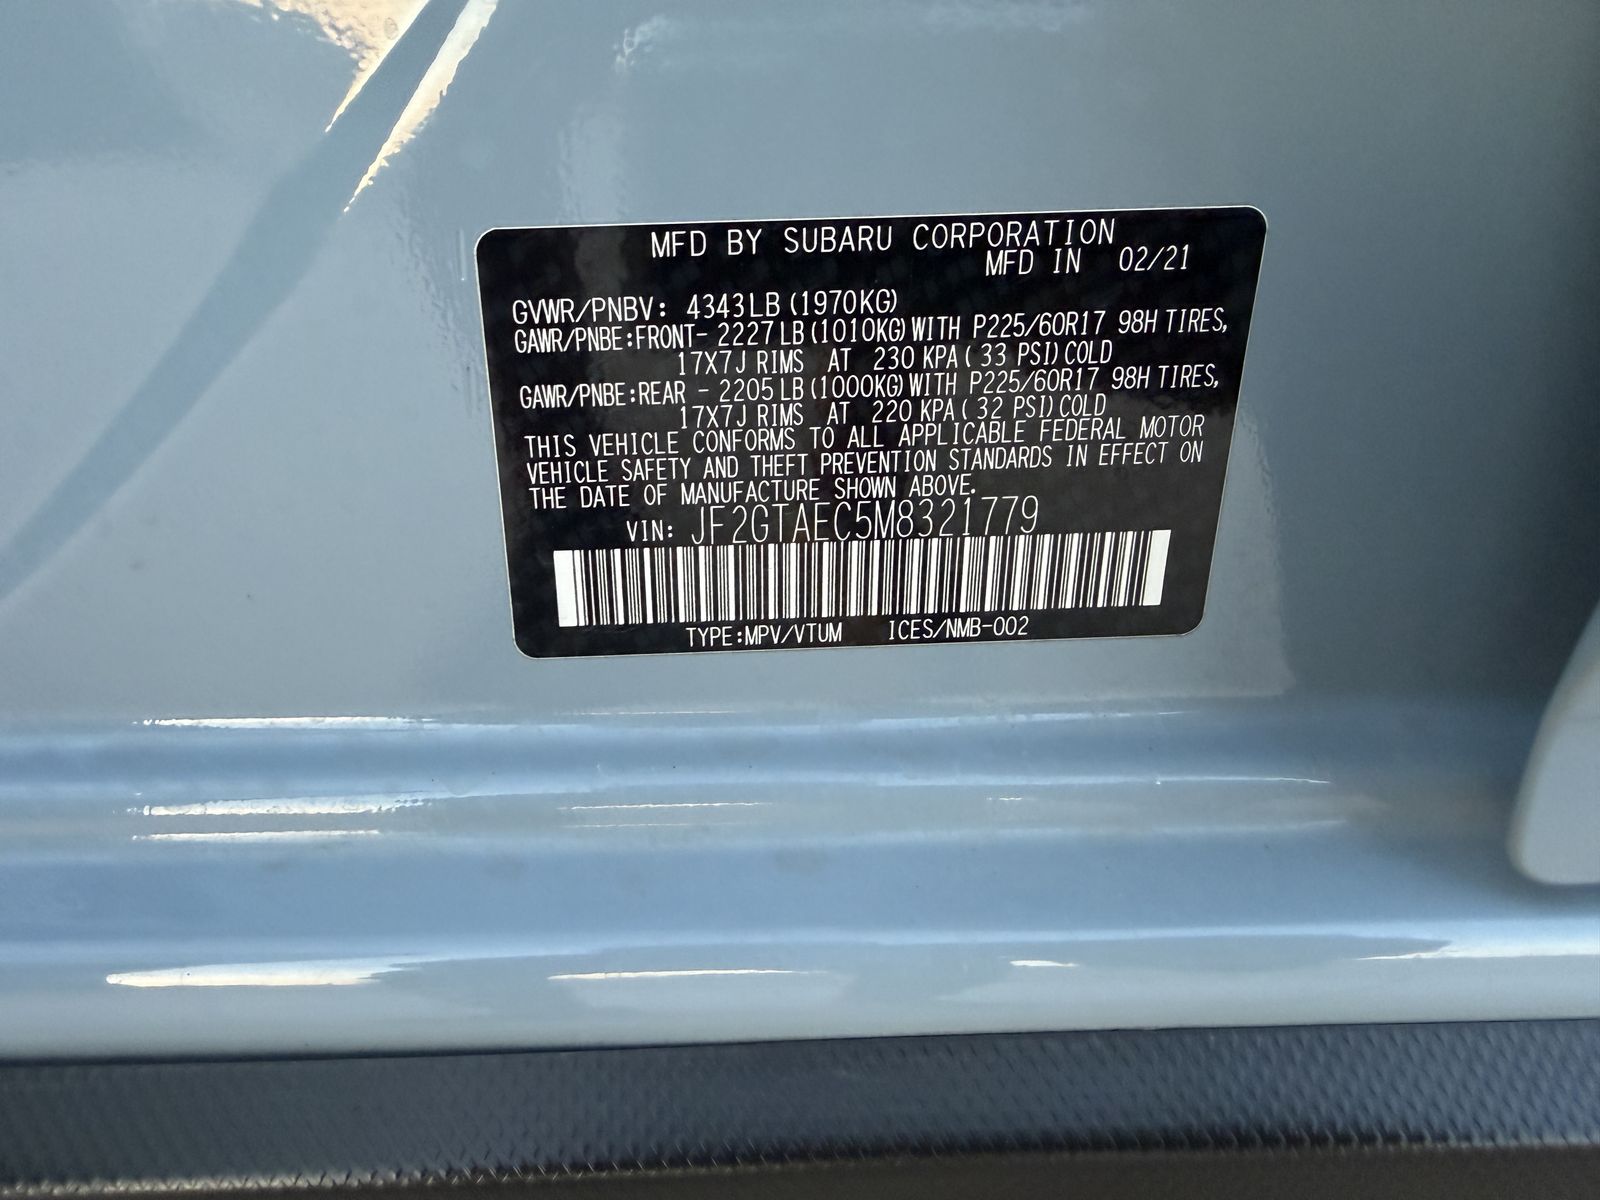 MFD BY SUBARU CORPORATION
MFD IN 02/21
GVWR/PNBV: 4343LB (1970KG)
GAWR/PNBE:FRONT- 2227LB (1010KG) WITH P225/60R17 98H TIRES,
17X7J RIMS AT 230 KPA ( 33 PSI) COLD
GAWR/PNBE:REAR - 2205LB (1000KG) WITH P225/60R17 98H TIRES,
17X7J RIMS AT 220 KPA ( 32 PSI) COLD
THIS VEHICLE CONFORMS TO ALL APPLICABLE FEDERAL MOTOR
VEHICLE SAFETY AND THEFT PREVENTION STANDARDS IN EFFECT ON
THE DATE OF MANUFACTURE SHOWN ABOVE.
VIN: JF2GTAEC5M8321779
TYPE:MPV/VTUM ICES/NMB-002